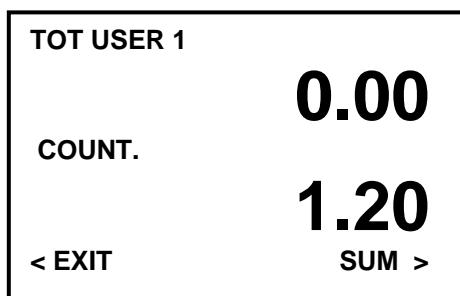 TOT USER 1
0.00
COUNT.
1.20
< EXIT SUM >